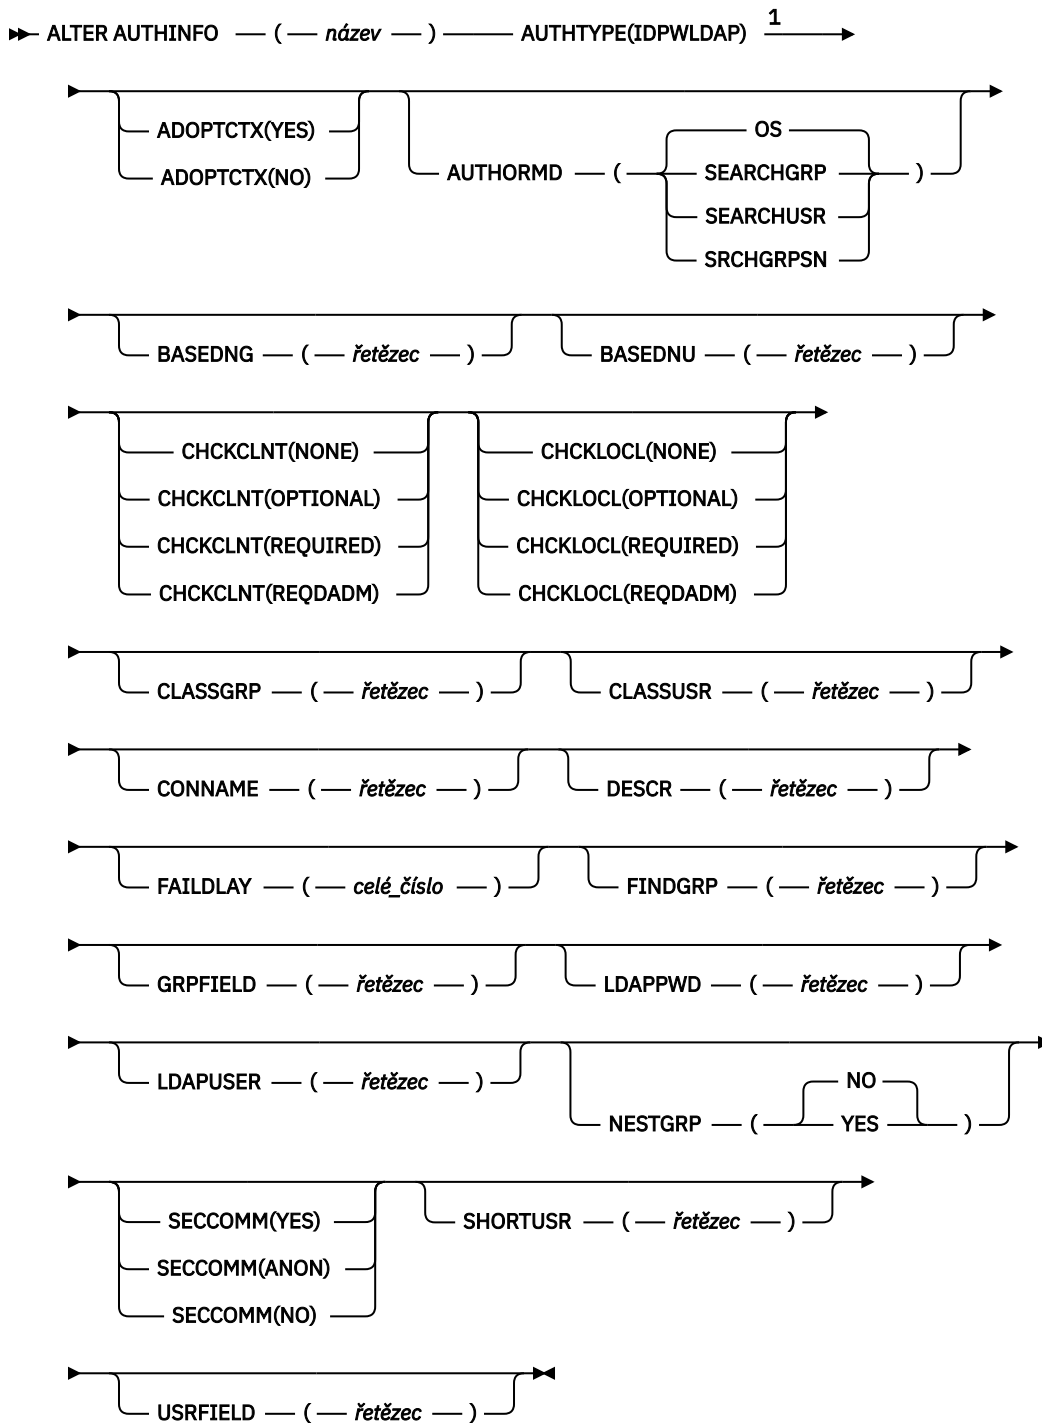 ALTER AUTHINFO ( název ) AUTHTYPE(IDPWLDAP) 1
ADOPTCTX(YES)
ADOPTCTX(NO)
AUTHORMD ( OS
SEARCHGRP )
SEARCHUSR
SRCHGRPSN
BASEDNG ( řetězec ) BASEDNU ( řetězec )
CHCKCLNT(NONE) CHCKLOCL(NONE)
CHCKCLNT(OPTIONAL) CHCKLOCL(OPTIONAL)
CHCKCLNT(REQUIRED) CHCKLOCL(REQUIRED)
CHCKCLNT(REQDADM) CHCKLOCL(REQDADM)
CLASSGRP ( řetězec ) CLASSUSR ( řetězec )
CONNAME ( řetězec ) DESCR ( řetězec )
FAILDLAY ( celé_číslo ) FINDGRP ( řetězec )
GRPFIELD ( řetězec ) LDAPPWD ( řetězec )
LDAPUSER ( řetězec )
NO
NESTGRP ( YES )
SECCOMM(YES) SHORTUSR ( řetězec )
SECCOMM(ANON)
SECCOMM(NO)
USRFIELD ( řetězec )